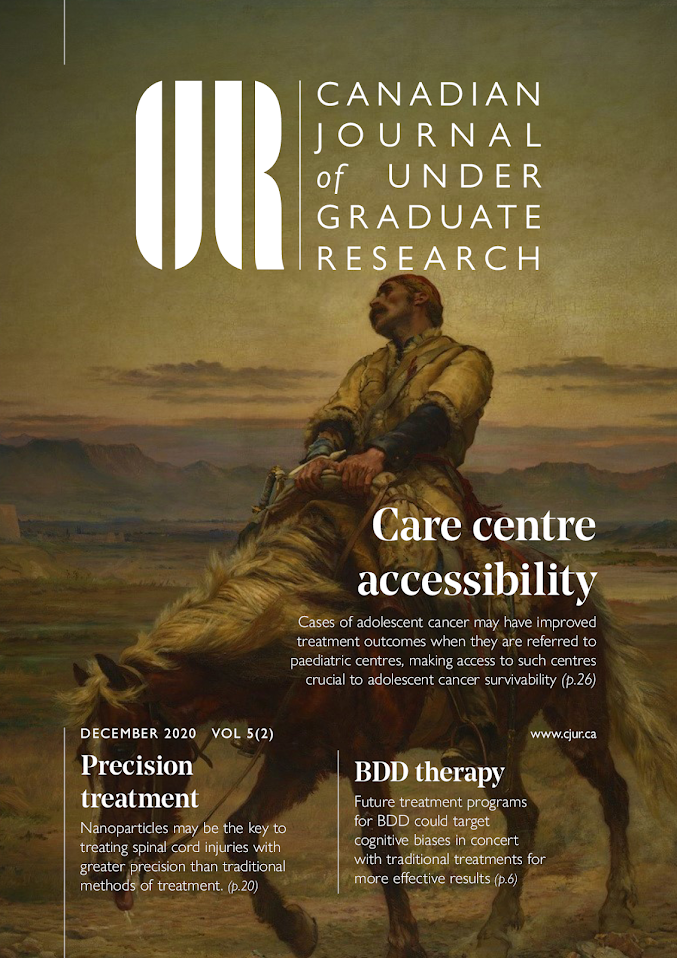 UR
CANADIAN
JOURNAL
of UNDER
GRADUATE
RESEARCH
Care centre
accessibility
Cases of adolescent cancer may have improved
treatment outcomes when they are referred to
paediatric centres, making access to such centres
crucial to adolescent cancer survivability (p.26)
DECEMBER 2020 VOL 5(2)
www.cjur.ca
Precision
treatment
Nanoparticles may be the key to
treating spinal cord injuries with
greater precision than traditional
methods of treatment. (p.20)
BDD therapy
Future treatment programs
for BDD could target
cognitive biases in concert
with traditional treatments for
more effective results (p.6)